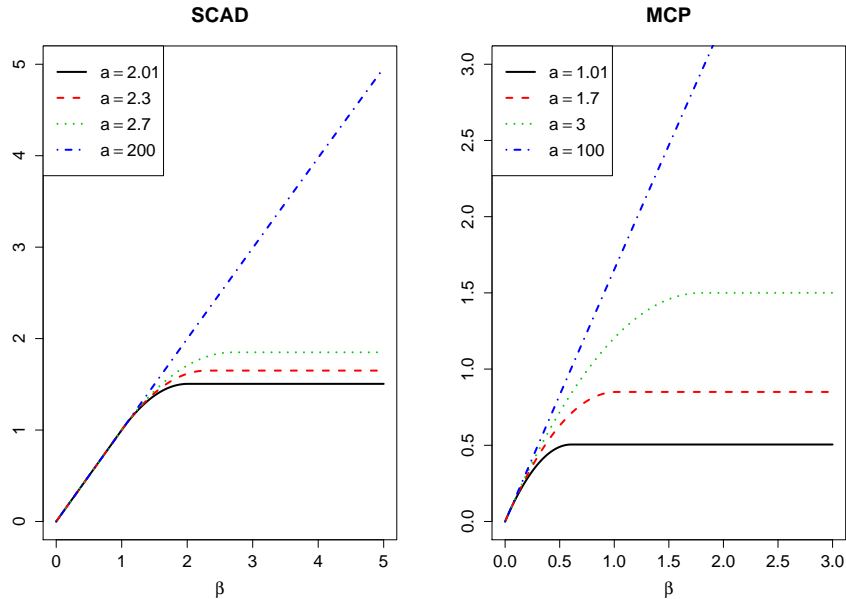 SCAD
a = 2.01
a = 2.3
a = 2.7
a = 200
0 1 2 3 4 5
0 1 2 3 4 5
β
MCP
a = 1.01
a = 1.7
a = 3
a = 100
0.0 0.5 1.0 1.5 2.0 2.5 3.0
0.0 0.5 1.0 1.5 2.0 2.5 3.0
β